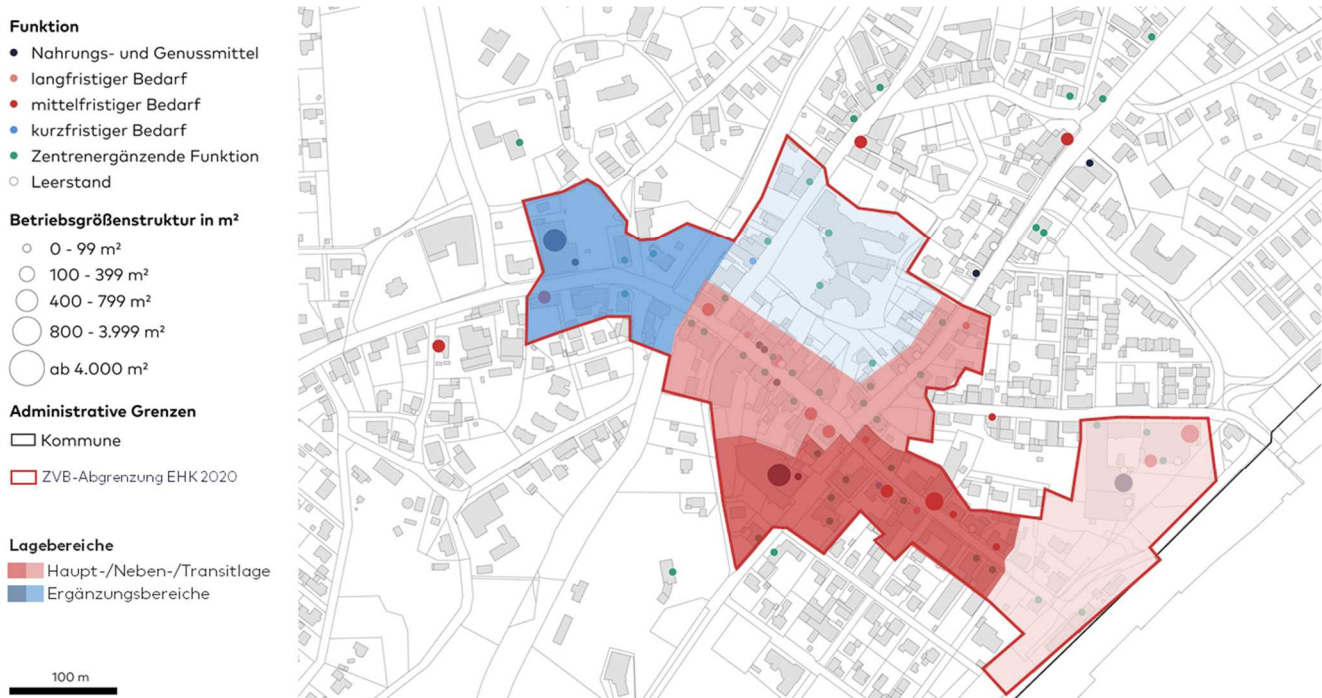 Funktion
Nahrungs- und Genussmittel
langfristiger Bedarf
mittelfristiger Bedarf
kurzfristiger Bedarf
Zentrenergänzende Funktion
Leerstand
Betriebsgrößenstruktur in m²
0 - 99 m²
100 - 399 m²
400 - 799 m²
800 - 3.999 m²
ab 4.000 m²
Administrative Grenzen
Kommune
ZVB-Abgrenzung EHK 2020
Lagebereiche
Haupt-/Neben-/Transitlage
Ergänzungsbereiche
100 m